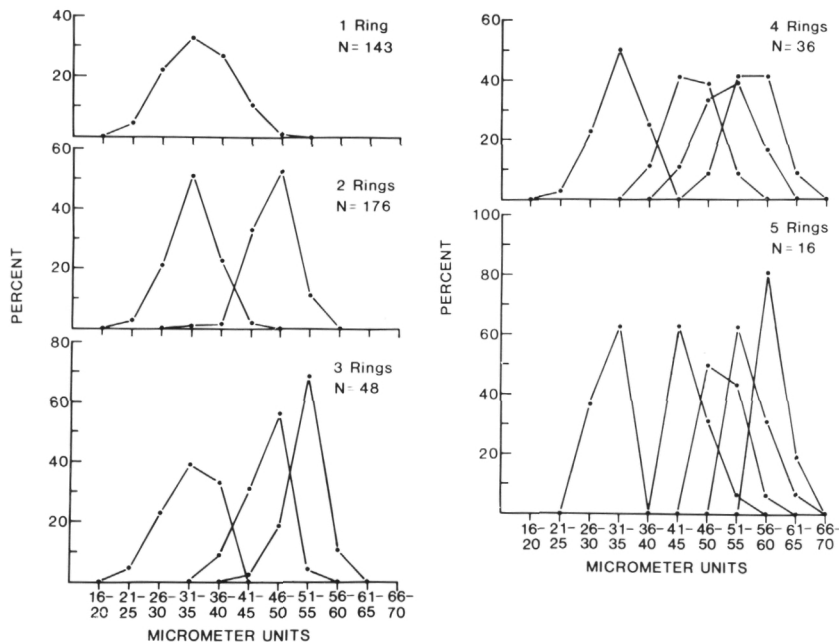 40
20
1 Ring
N= 143
60
40
20
2 Rings
N= 176
PERCENT
80
60
40
20
3 Rings
N= 48
16– 21– 26– 31– 36– 41– 46– 51– 56– 61– 66–
20 25 30 35 40 45 50 55 60 65 70
MICROMETER UNITS
60
40
20
4 Rings
N= 36
100
80
60
40
20
5 Rings
N= 16
PERCENT
16– 21– 26– 31– 36– 41– 46– 51– 56– 61– 66–
20 25 30 35 40 45 50 55 60 65 70
MICROMETER UNITS